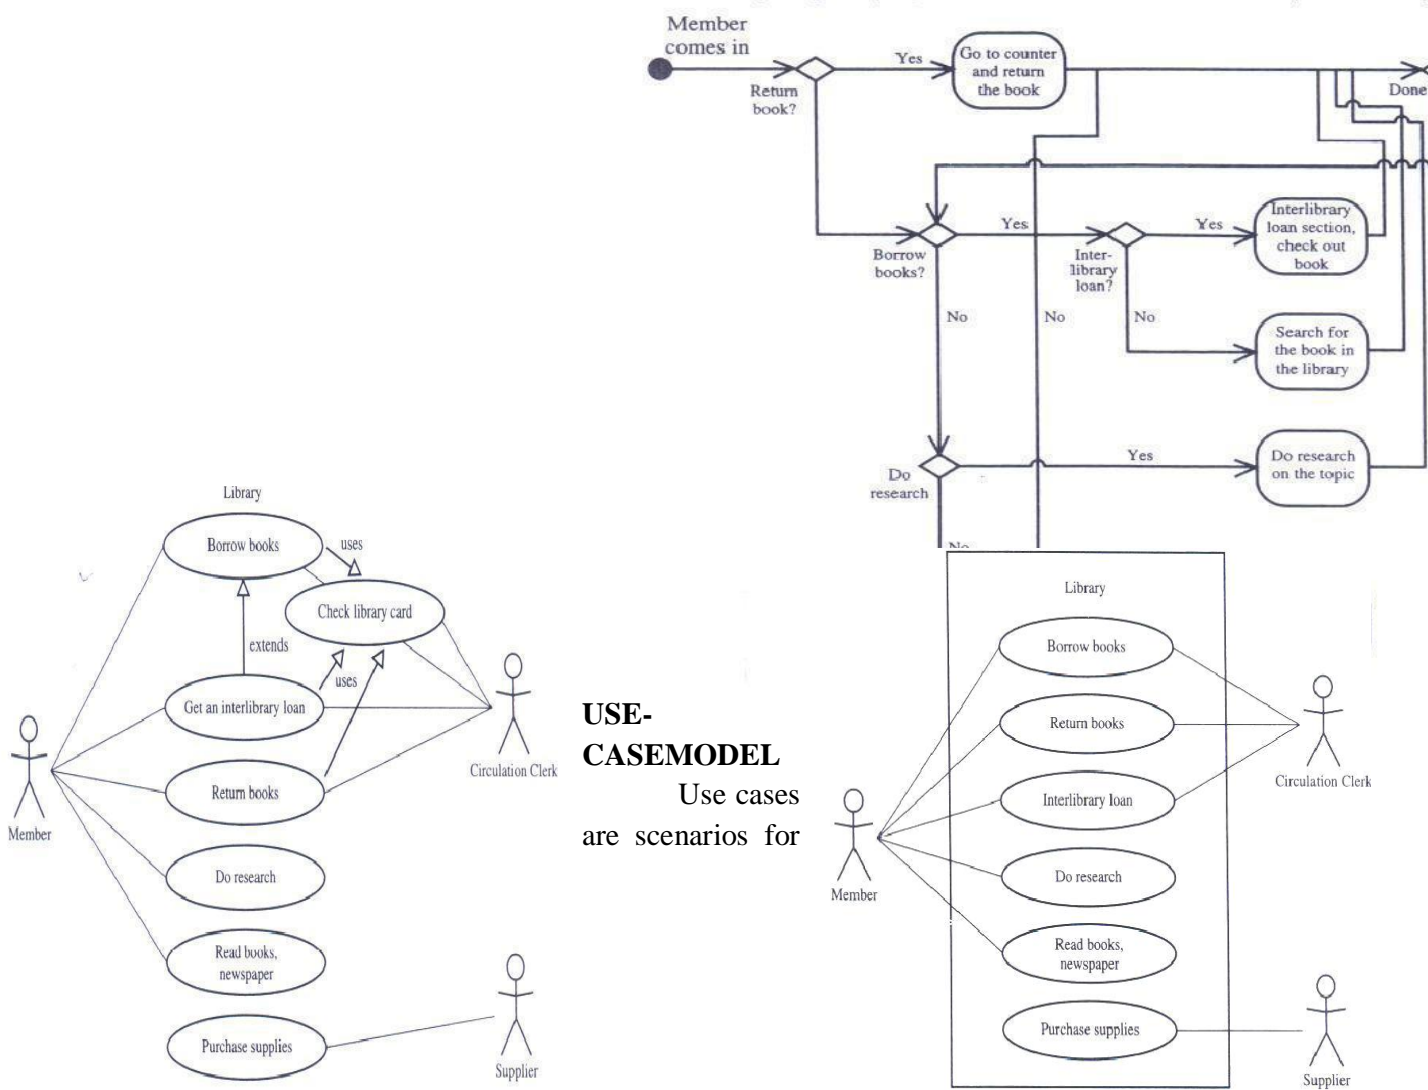 Member
comes in
Return
book?
Yes
Go to counter
and return
the book
Done
Borrow
books?
Yes
Inter-
library
loan?
Yes
Interlibrary
loan section,
check out
book
No
No
No
Search for
the book in
the library
Do
research
Yes
Do research
on the topic
No
Library
Borrow books
uses
Check library card
extends
uses
Get an interlibrary loan
Return books
Do research
Read books,
newspaper
Purchase supplies
Member
Circulation Clerk
Supplier
USE-
CASEMODEL
Use cases
are scenarios for
Library
Borrow books
Return books
Interlibrary loan
Do research
Read books,
newspaper
Purchase supplies
Member
Circulation Clerk
Supplier